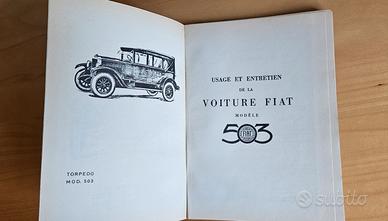 TORPEDO
MOD. 503
USAGE ET ENTRETIEN
DE LA
VOITURE FIAT
MODÈLE
503
FIAT
subito